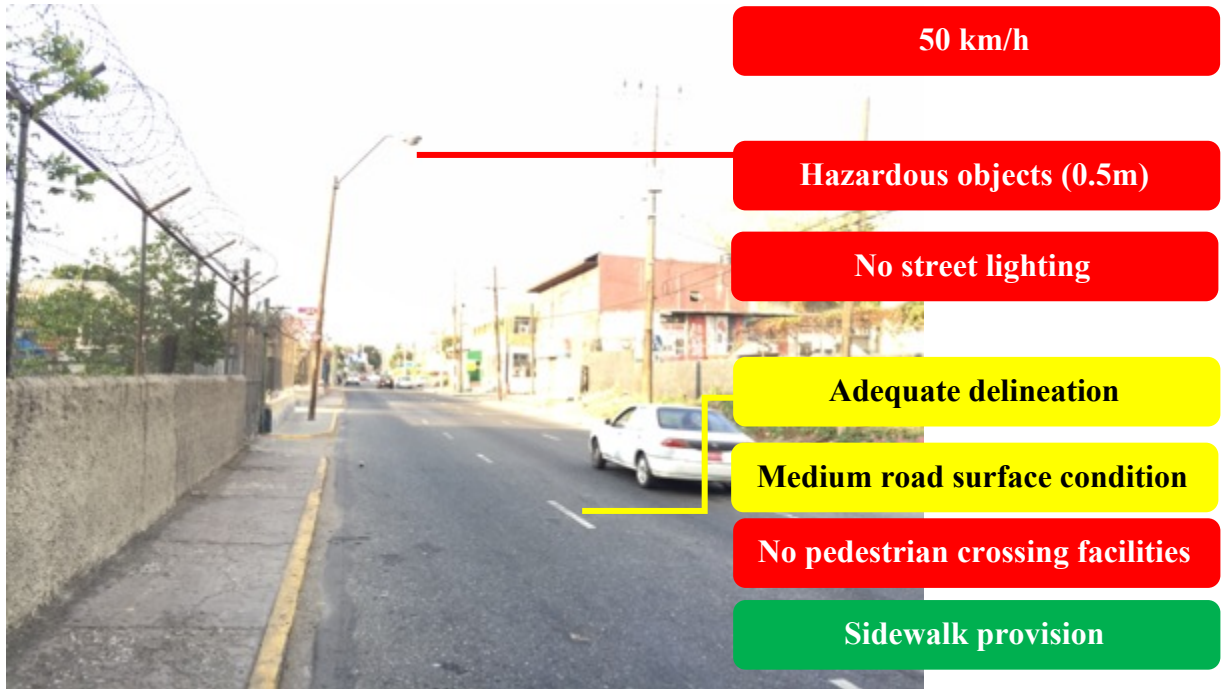 50 km/h
Hazardous objects (0.5m)
No street lighting
Adequate delineation
Medium road surface condition
No pedestrian crossing facilities
Sidewalk provision